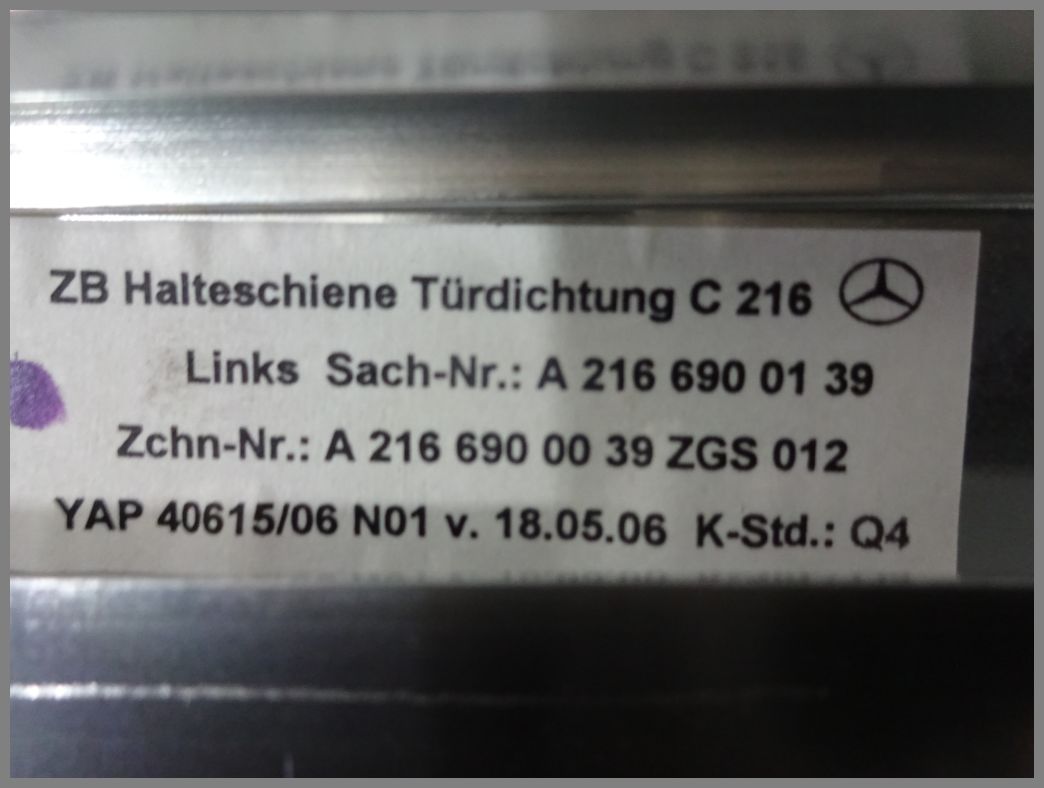 ZB Halteschiene Türdichtung C 216
Links Sach-Nr.: A 216 690 01 39
Zchn-Nr.: A 216 690 00 39 ZGS 012
YAP 40615/06 N01 v. 18.05.06 K-Std.: Q4